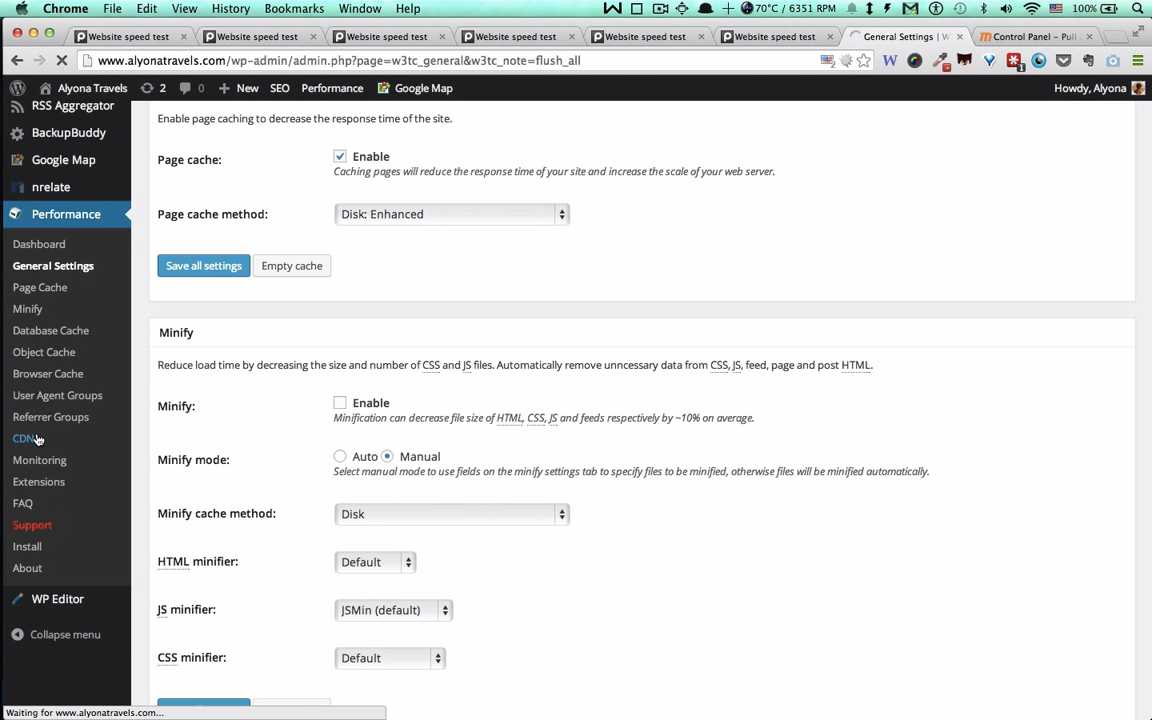 Chrome File Edit View History Bookmarks Window Help 70°C / 6351 RPM 100%
Website speed test Website speed test Website speed test Website speed test Website speed test Website speed test General Settings | W Control Panel - Pull
www.alyonatravels.com/wp-admin/admin.php?page=w3tc_general&w3tc_note=flush_all
Alyona Travels 2 0 New SEO Performance Google Map Howdy, Alyona
RSS Aggregator
BackupBuddy
Google Map
nrelate
Performance
Dashboard
General Settings
Page Cache
Minify
Database Cache
Object Cache
Browser Cache
User Agent Groups
Referrer Groups
CDN
Monitoring
Extensions
FAQ
Support
Install
About
WP Editor
Collapse menu
Enable page caching to decrease the response time of the site.
Page cache: Enable
Caching pages will reduce the response time of your site and increase the scale of your web server.
Page cache method: Disk: Enhanced
Save all settings Empty cache
Minify
Reduce load time by decreasing the size and number of CSS and JS files. Automatically remove unncessary data from CSS, JS, feed, page and post HTML.
Minify: Enable
Minification can decrease file size of HTML, CSS, JS and feeds respectively by ~10% on average.
Minify mode: Auto Manual
Select manual mode to use fields on the minify settings tab to specify files to be minified, otherwise files will be minified automatically.
Minify cache method: Disk
HTML minifier: Default
JS minifier: JSMin (default)
CSS minifier: Default
Waiting for www.alyonatravels.com...